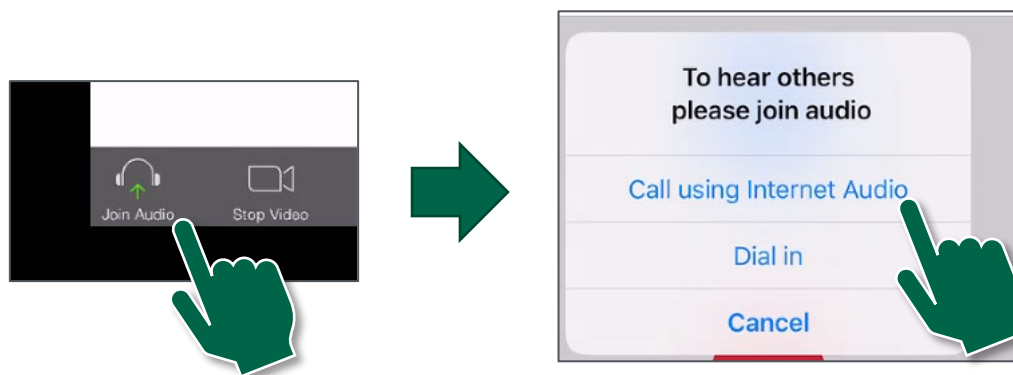 Join Audio
Stop Video
To hear others
please join audio
Call using Internet Audio
Dial in
Cancel